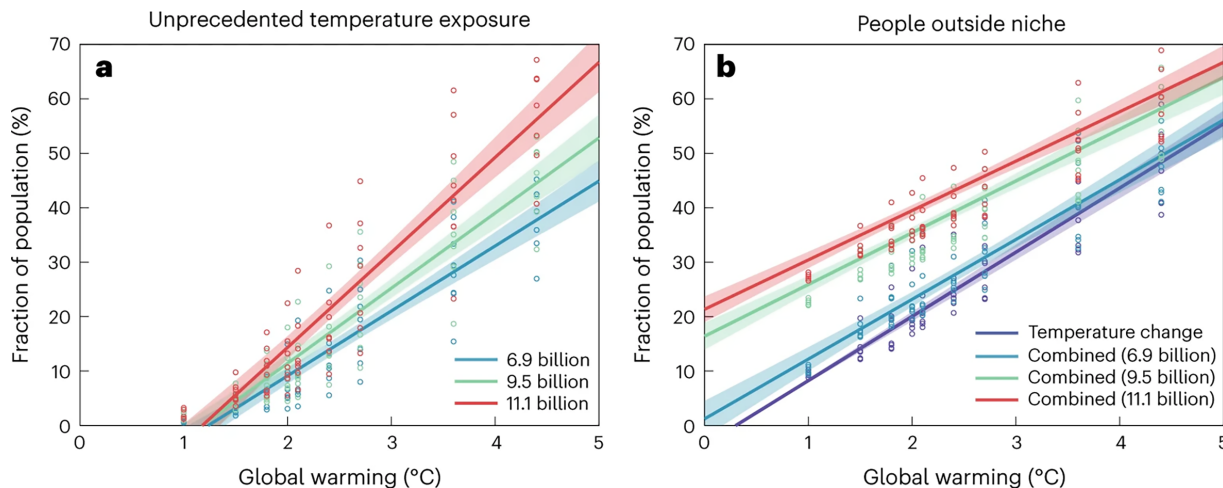 Unprecedented temperature exposure
a
Fraction of population (%)
70
60
50
40
30
20
10
0
0 1 2 3 4 5
Global warming (°C)
6.9 billion
9.5 billion
11.1 billion
People outside niche
b
Fraction of population (%)
70
60
50
40
30
20
10
0
0 1 2 3 4 5
Global warming (°C)
Temperature change
Combined (6.9 billion)
Combined (9.5 billion)
Combined (11.1 billion)